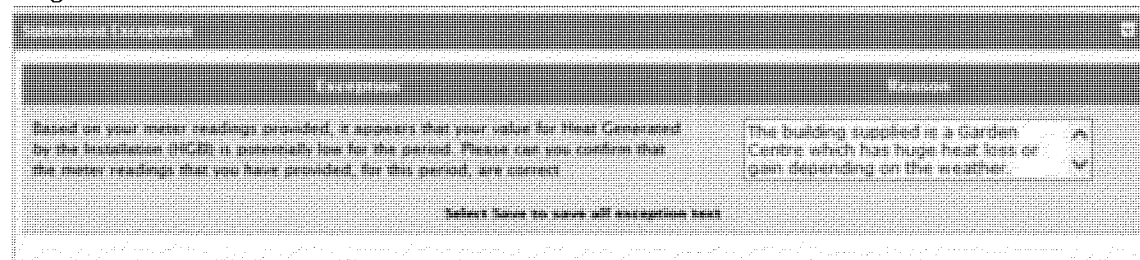 Submission Exceptions
Exception
Reason
Based on your meter readings provided, it appears that your value for Heat Generated
by the Installation (HGBI) is potentially low for the period. Please can you confirm that
the meter readings that you have provided, for this period, are correct
The building supplied is a Garden
Centre which has huge heat loss or
gain depending on the weather.
Select Save to save all exception text